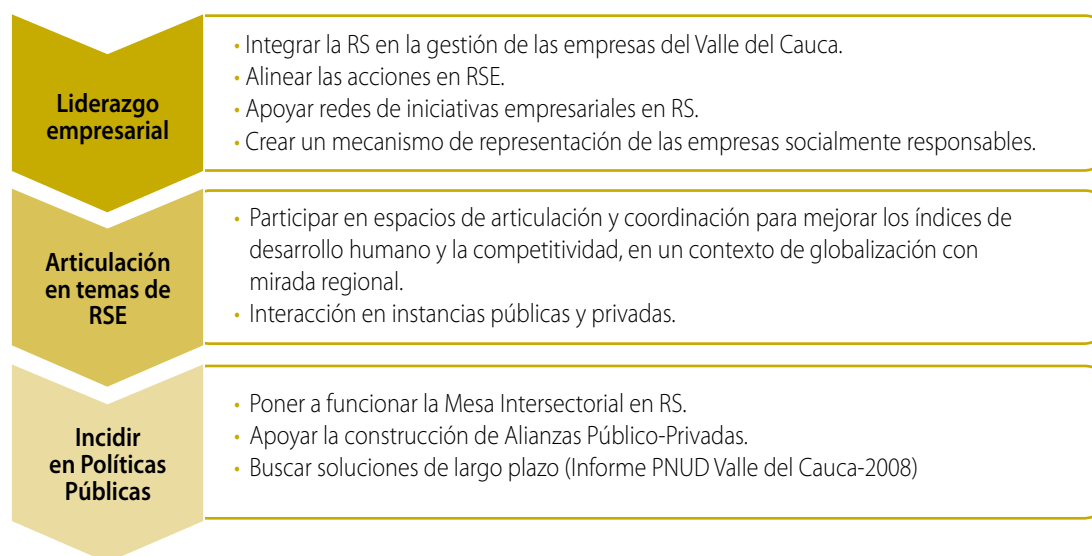 Liderazgo
empresarial
• Integrar la RS en la gestión de las empresas del Valle del Cauca.
• Alinear las acciones en RSE.
• Apoyar redes de iniciativas empresariales en RS.
• Crear un mecanismo de representación de las empresas socialmente responsables.
Articulación
en temas de
RSE
• Participar en espacios de articulación y coordinación para mejorar los índices de
desarrollo humano y la competitividad, en un contexto de globalización con
mirada regional.
• Interacción en instancias públicas y privadas.
Incidir
en Políticas
Públicas
• Poner a funcionar la Mesa Intersectorial en RS.
• Apoyar la construcción de Alianzas Público-Privadas.
• Buscar soluciones de largo plazo (Informe PNUD Valle del Cauca-2008)